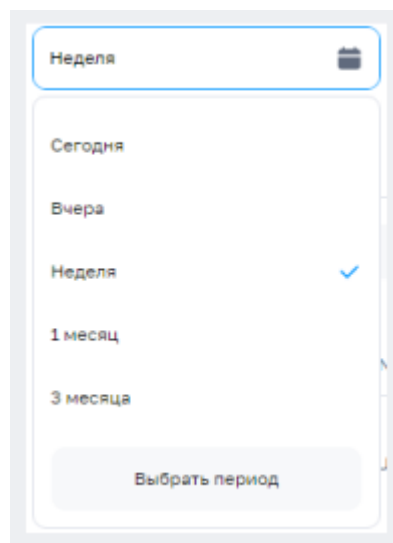 Неделя
Сегодня
Вчера
Неделя
1 месяц
3 месяца
Выбрать период